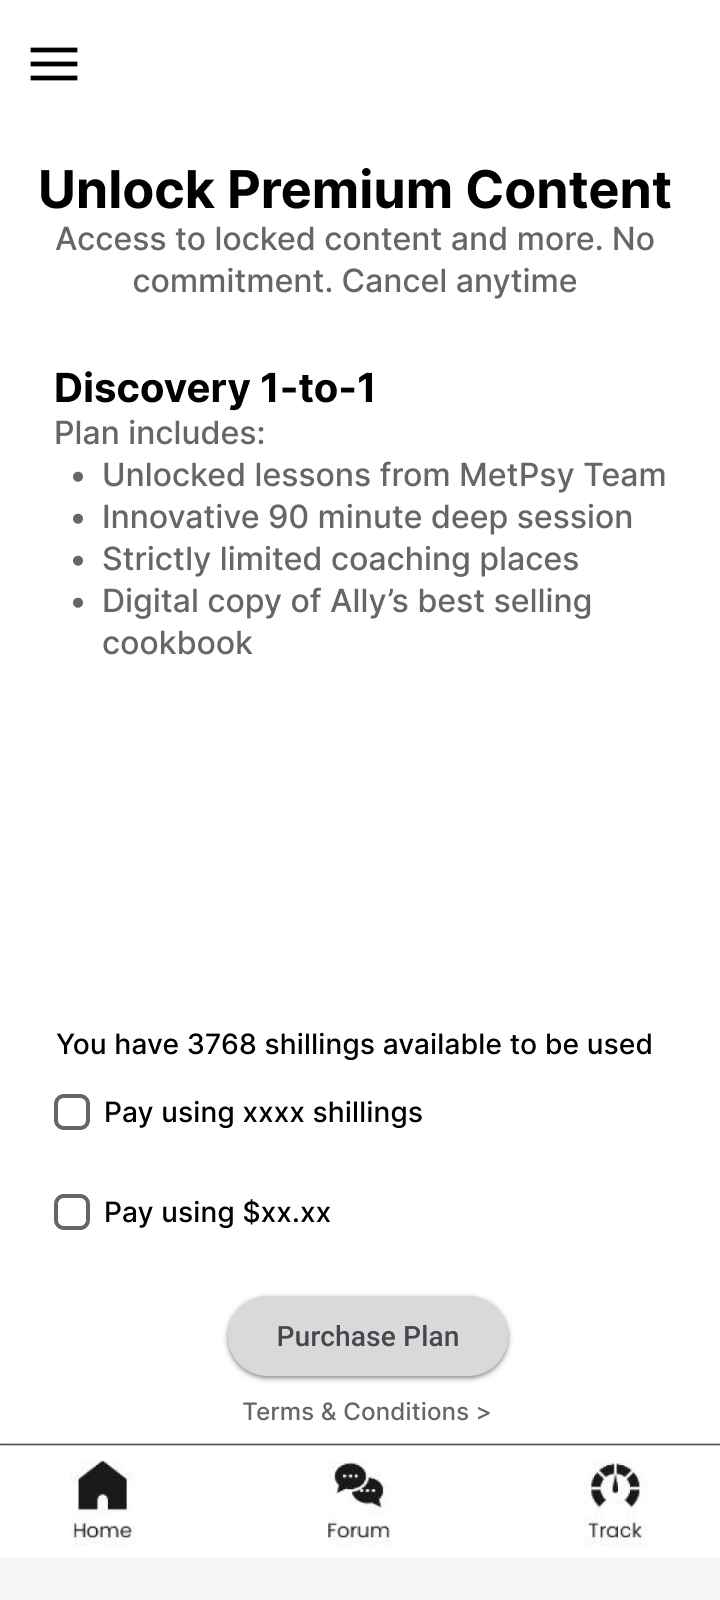 Unlock Premium Content
Access to locked content and more. No
commitment. Cancel anytime
Discovery 1-to-1
Plan includes:
• Unlocked lessons from MetPsy Team
• Innovative 90 minute deep session
• Strictly limited coaching places
• Digital copy of Ally’s best selling
cookbook
You have 3768 shillings available to be used
Pay using xxxx shillings
Pay using $xx.xx
Purchase Plan
Terms & Conditions >
Home Forum Track